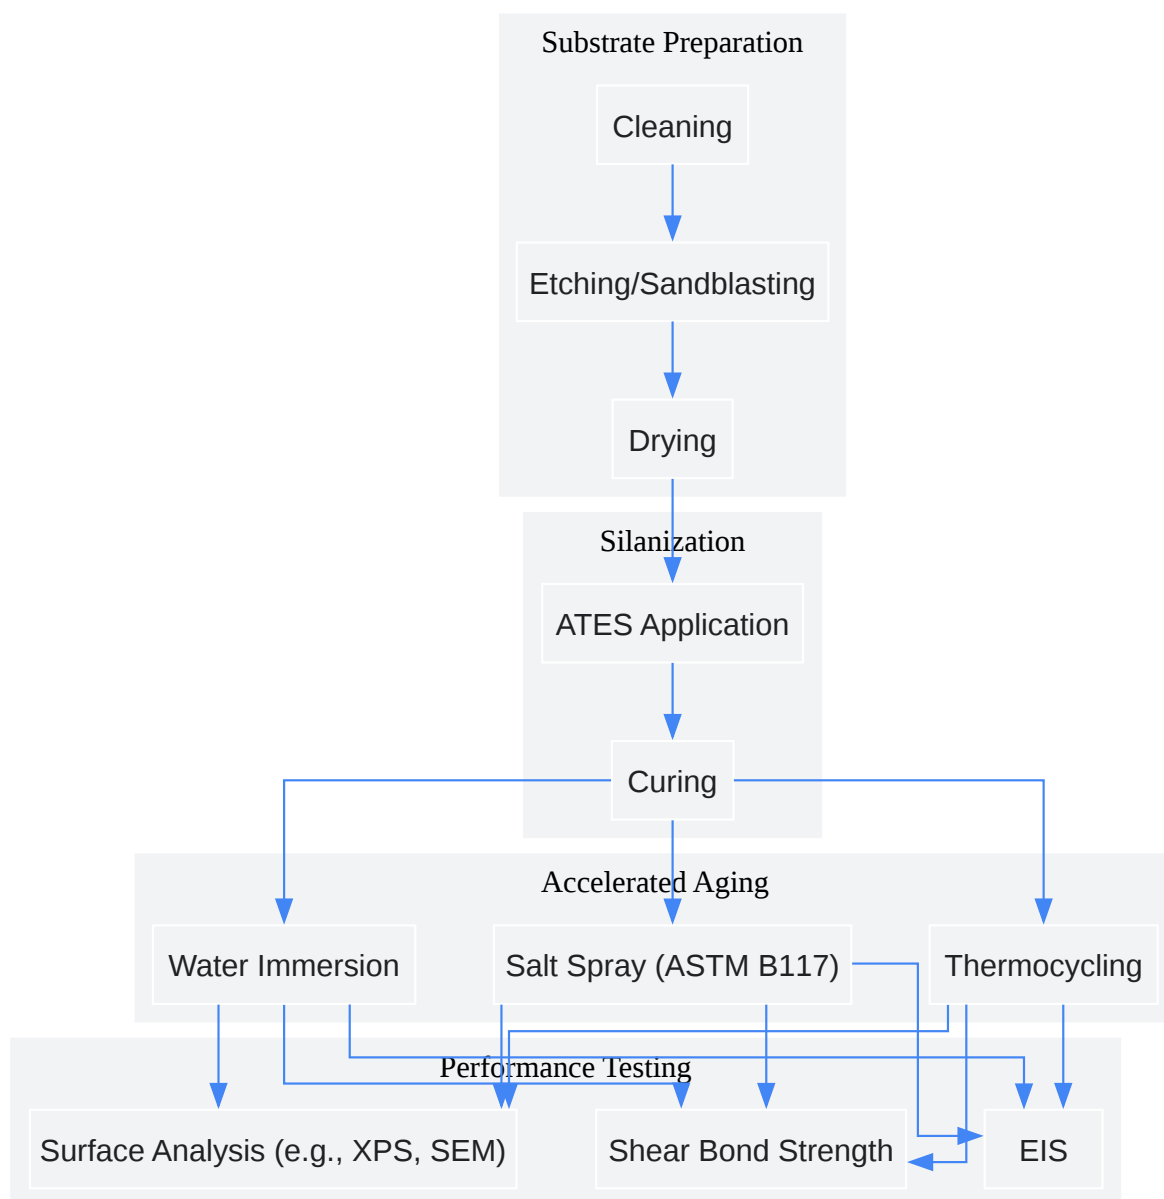 Substrate Preparation
Cleaning
Etching/Sandblasting
Drying
Silanization
ATES Application
Curing
Accelerated Aging
Water Immersion
Salt Spray (ASTM B117)
Thermocycling
Performance Testing
Surface Analysis (e.g., XPS, SEM)
Shear Bond Strength
EIS